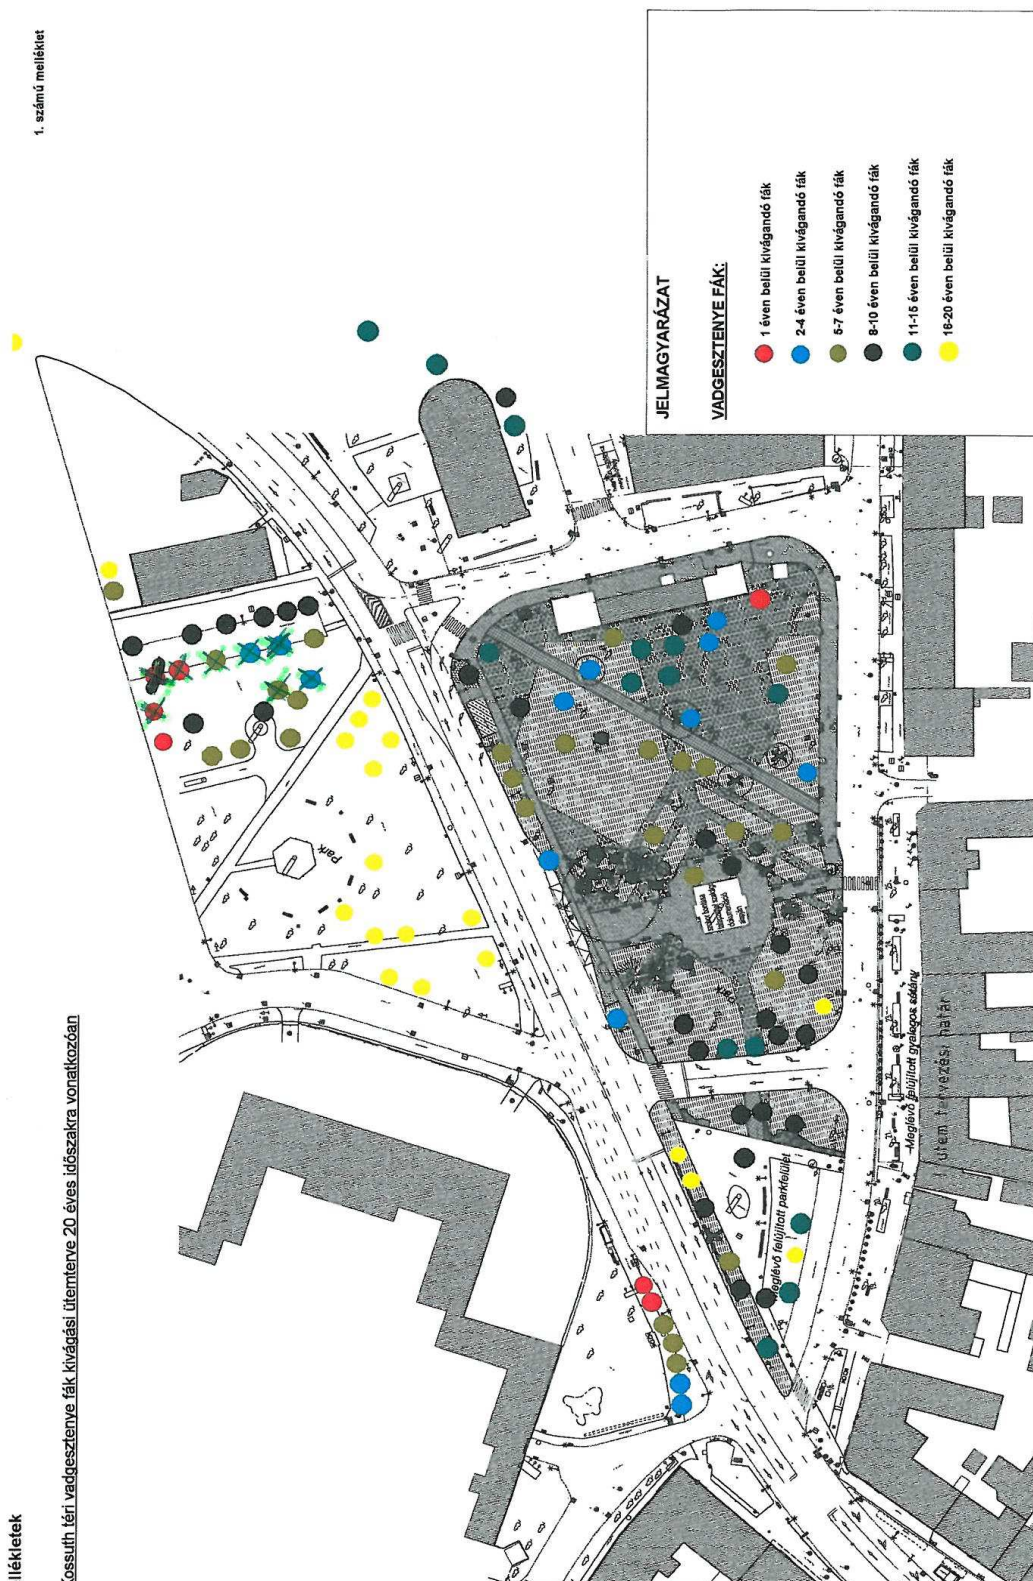 llékletek
1. számú melléklet
Kossuth téri vadgesztenye fák kivágási ütemterve 20 éves időszakra vonatkozóan
JELMAGYARÁZAT
VADGESZTENYE FÁK:
1 éven belül kivágandó fák
2-4 éven belül kivágandó fák
5-7 éven belül kivágandó fák
8-10 éven belül kivágandó fák
11-15 éven belül kivágandó fák
16-20 éven belül kivágandó fák
Park
Park
Meglévő felújított parkfelület
Meglévő felújított gyalogos sétány
ütem tervezési határ